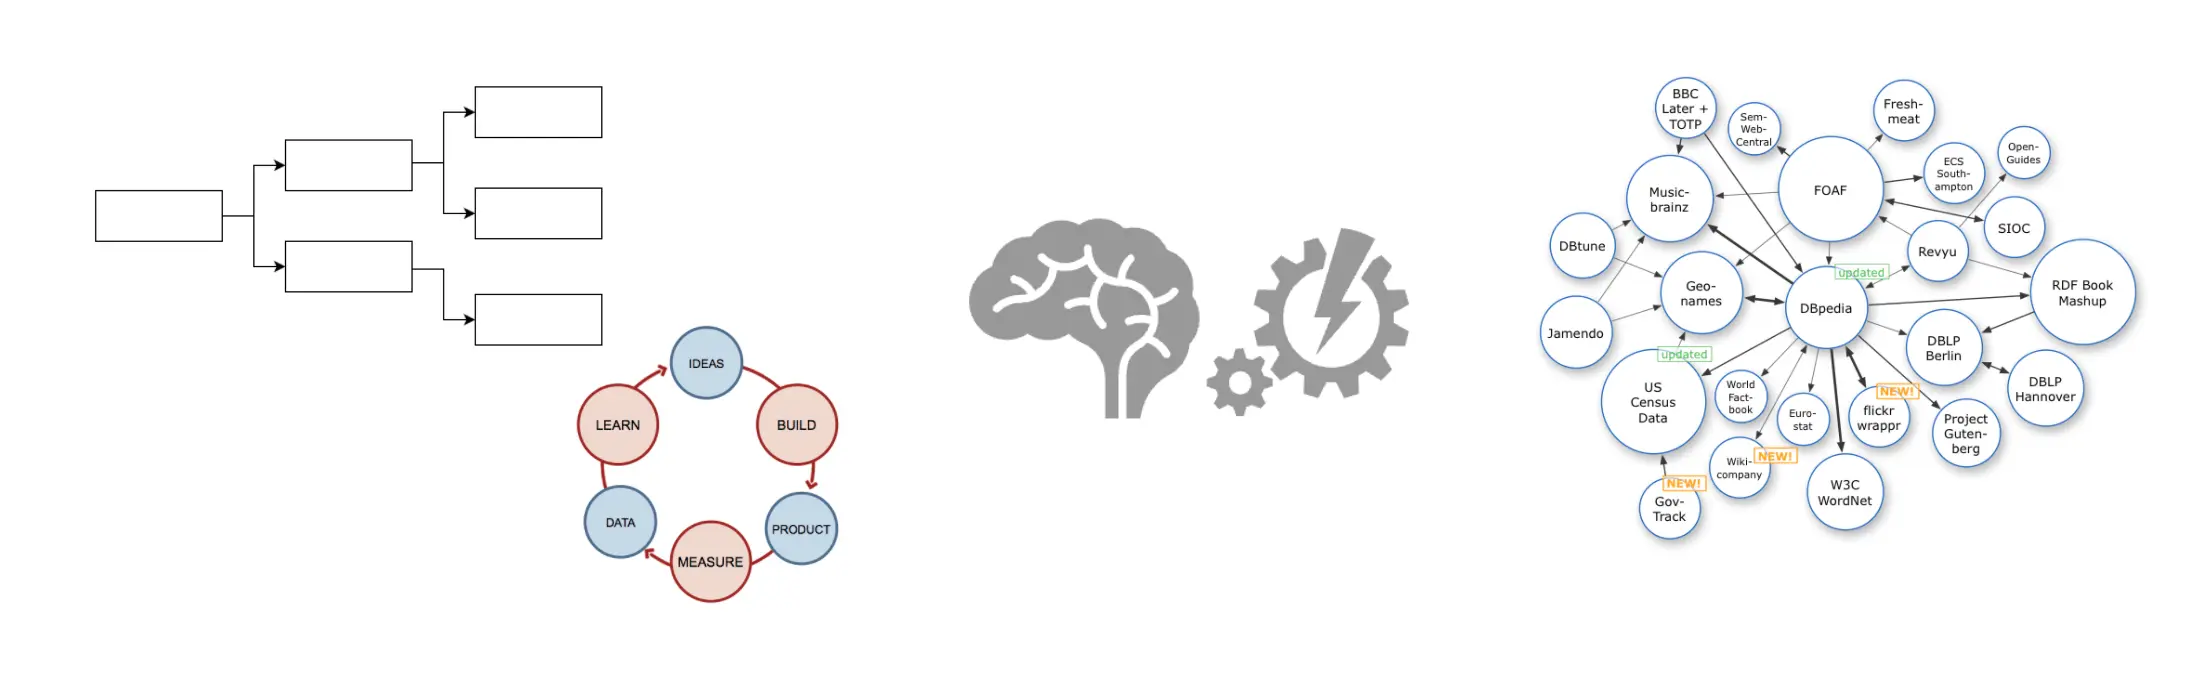 IDEAS
BUILD
PRODUCT
MEASURE
DATA
LEARN
BBC
Later +
TOTP
Sem-
Web-
Central
Fresh-
meat
FOAF
ECS
South-
ampton
Open-
Guides
Music-
brainz
SIOC
DBtune
Revyu
Geo-
names
updated
DBpedia
RDF Book
Mashup
Jamendo
updated
DBLP
Berlin
US
Census
Data
World
Fact-
book
Euro-
stat
NEW!
flickr
wrappr
DBLP
Hannover
Project
Guten-
berg
NEW!
Wiki-
company
W3C
WordNet
NEW!
Gov-
Track